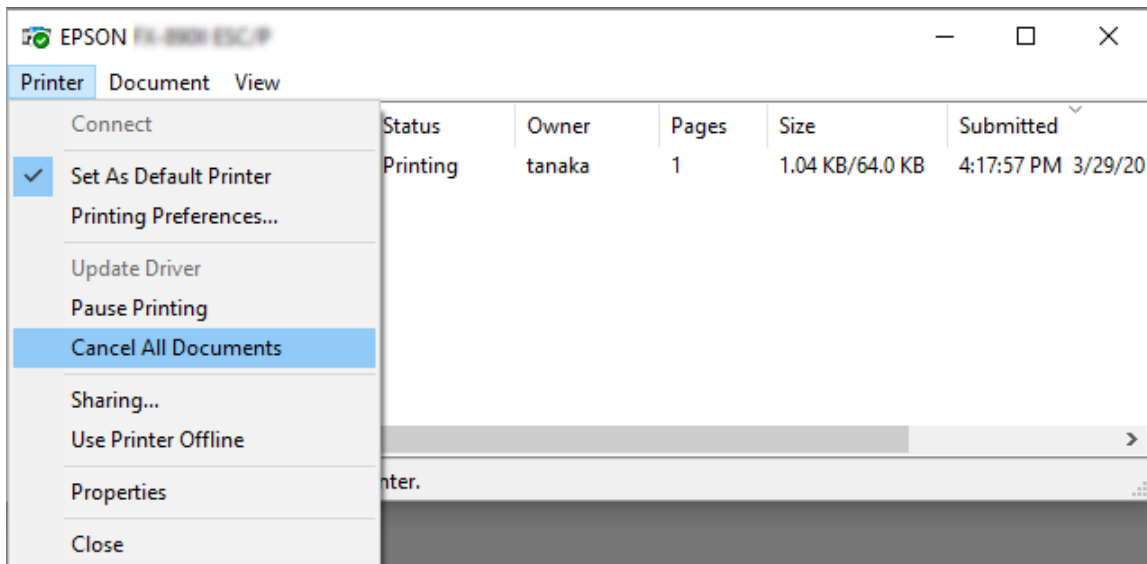 EPSON
Printer Document View
Connect
Set As Default Printer
Printing Preferences...
Update Driver
Pause Printing
Cancel All Documents
Sharing...
Use Printer Offline
Properties
Close
Status Owner Pages Size Submitted
Printing tanaka 1 1.04 KB/64.0 KB 4:17:57 PM 3/29/20
nter.